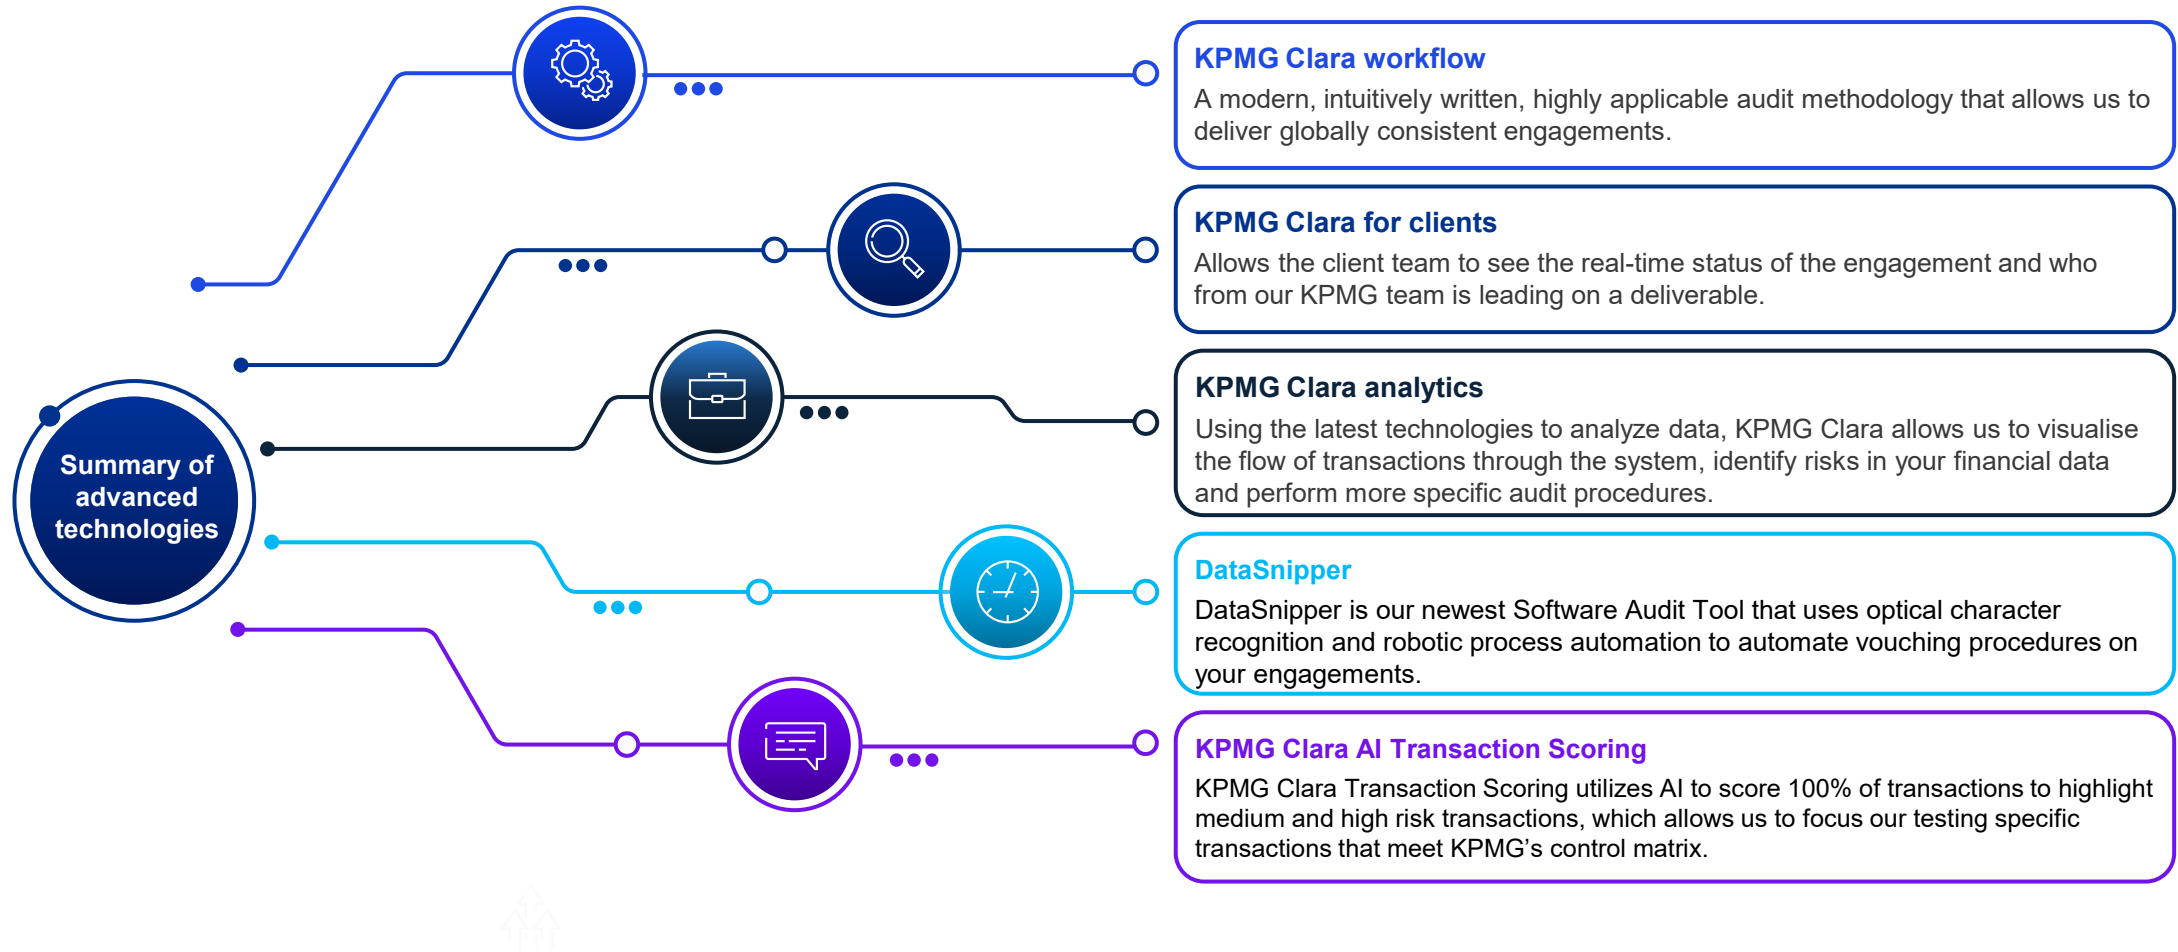 KPMG Clara workflow
A modern, intuitively written, highly applicable audit methodology that allows us to
deliver globally consistent engagements.
KPMG Clara for clients
Allows the client team to see the real-time status of the engagement and who
from our KPMG team is leading on a deliverable.
KPMG Clara analytics
Using the latest technologies to analyze data, KPMG Clara allows us to visualise
the flow of transactions through the system, identify risks in your financial data
and perform more specific audit procedures.
Summary of
advanced
technologies
DataSnipper
DataSnipper is our newest Software Audit Tool that uses optical character
recognition and robotic process automation to automate vouching procedures on
your engagements.
KPMG Clara AI Transaction Scoring
KPMG Clara Transaction Scoring utilizes AI to score 100% of transactions to highlight
medium and high risk transactions, which allows us to focus our testing specific
transactions that meet KPMG’s control matrix.